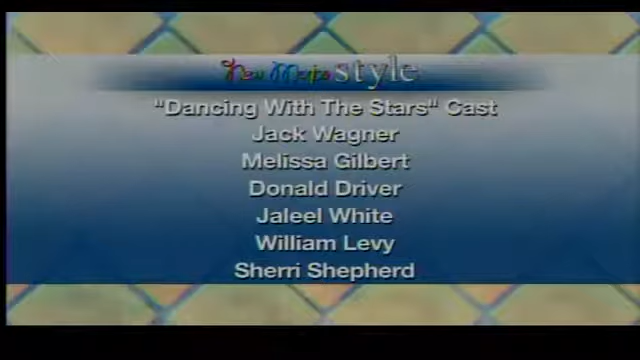 New Mexico style
"Dancing With The Stars" Cast
Jack Wagner
Melissa Gilbert
Donald Driver
Jaleel White
William Levy
Sherri Shepherd